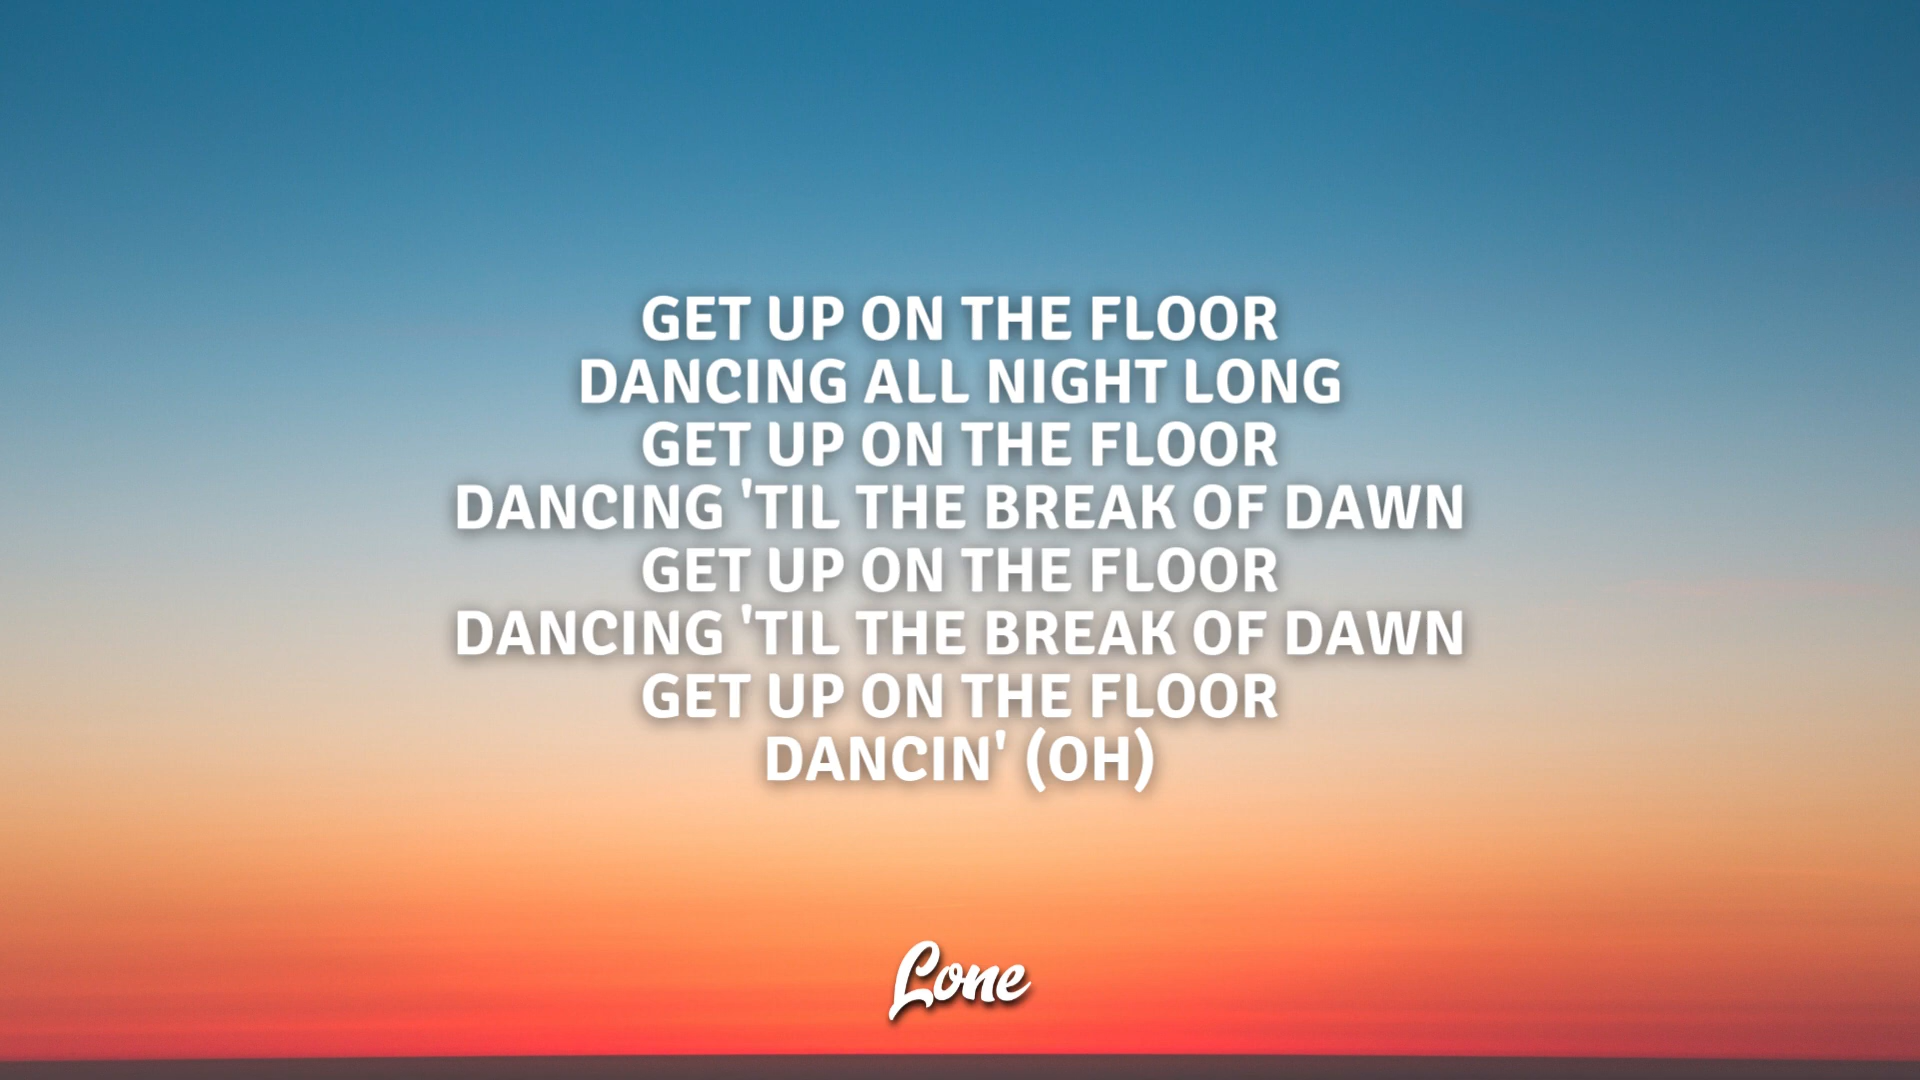 GET UP ON THE FLOOR
DANCING ALL NIGHT LONG
GET UP ON THE FLOOR
DANCING 'TIL THE BREAK OF DAWN
GET UP ON THE FLOOR
DANCING 'TIL THE BREAK OF DAWN
GET UP ON THE FLOOR
DANCIN' (OH)
Lone